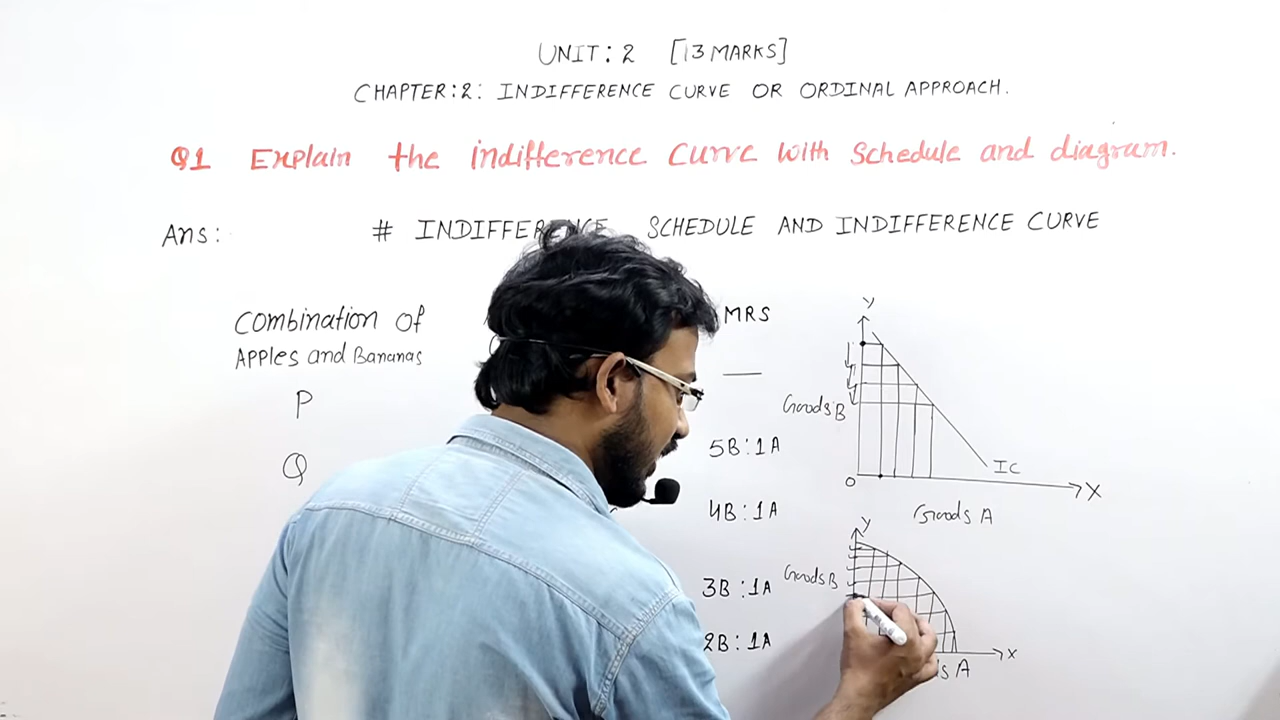 UNIT: 2 [13 MARKS]
CHAPTER: 2: INDIFFERENCE CURVE OR ORDINAL APPROACH.
Q1 Explain the indifference curve with schedule and diagram.
Ans:
# INDIFFERENCE SCHEDULE AND INDIFFERENCE CURVE
Combination of
Apples and Bananas
MRS
—
P
Q
5B:1A
4B:1A
3B:1A
2B:1A
Y
Goods B
IC
O
X
Goods A
Y
Goods B
X
A